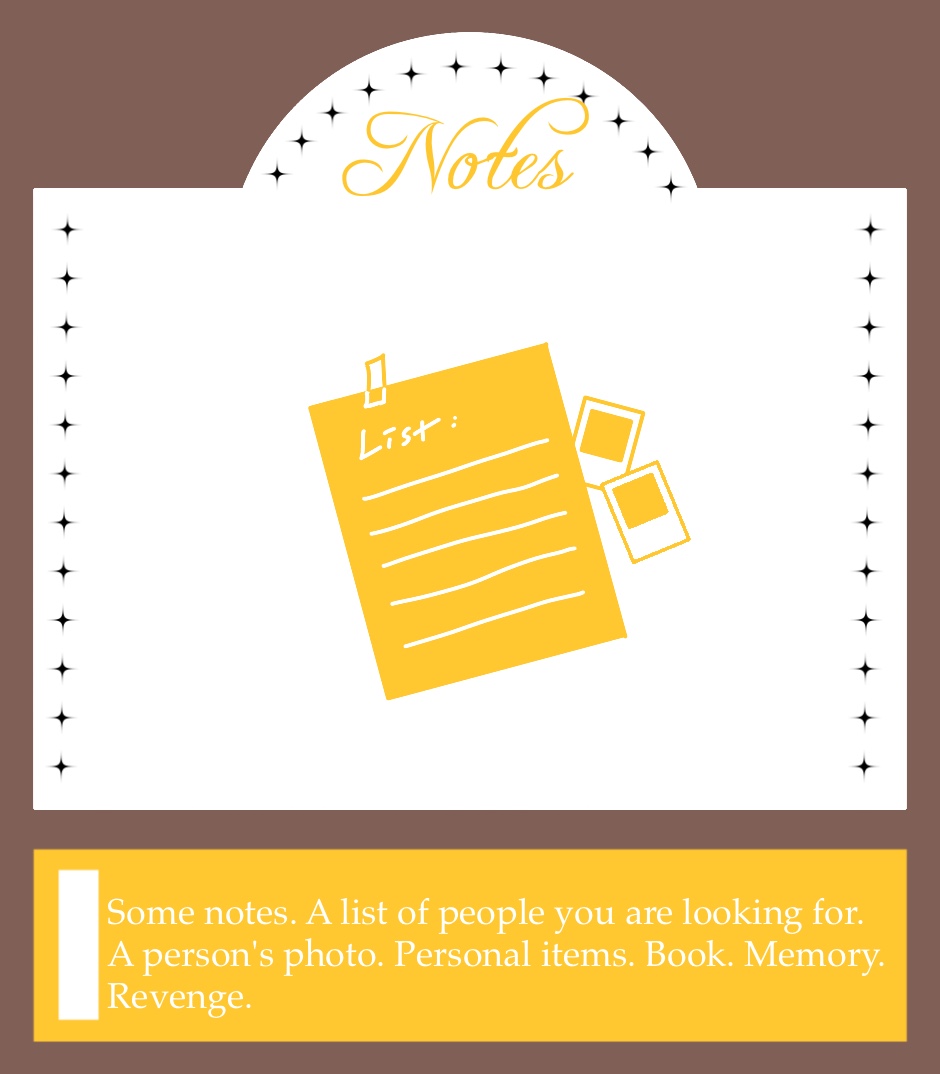 Notes
List:
Some notes. A list of people you are looking for.
A person's photo. Personal items. Book. Memory.
Revenge.